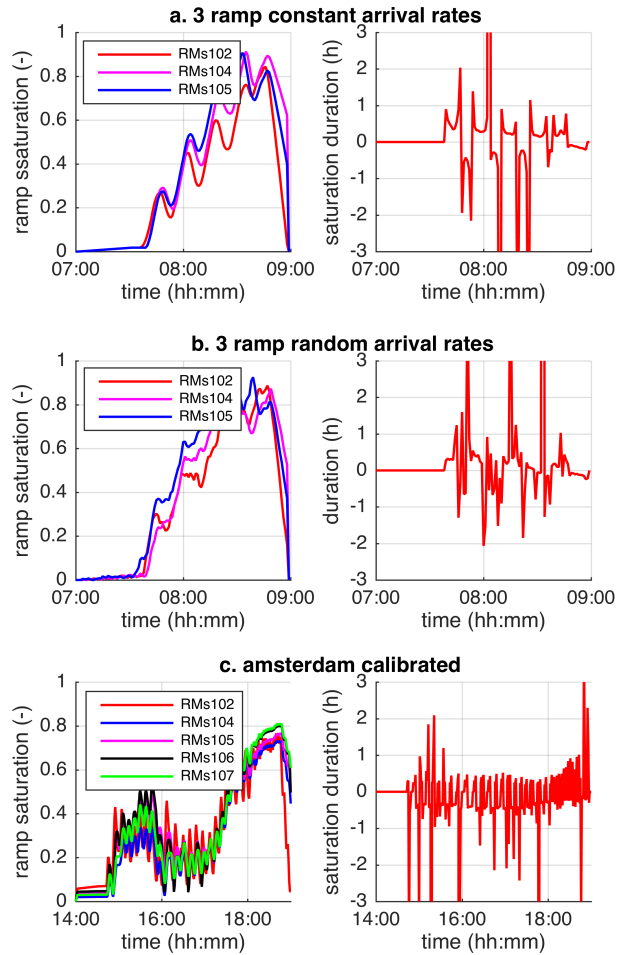 a. 3 ramp constant arrival rates
ramp ssaturation (-)
1
0.8
0.6
0.4
0.2
0
RMs102
RMs104
RMs105
07:00 08:00 09:00
time (hh:mm)
saturation duration (h)
3
2
1
0
-1
-2
-3
07:00 08:00 09:00
time (hh:mm)
b. 3 ramp random arrival rates
ramp saturation (-)
1
0.8
0.6
0.4
0.2
0
RMs102
RMs104
RMs105
07:00 08:00 09:00
time (hh:mm)
duration (h)
3
2
1
0
-1
-2
-3
07:00 08:00 09:00
time (hh:mm)
c. amsterdam calibrated
ramp saturation (-)
1
0.8
0.6
0.4
0.2
0
RMs102
RMs104
RMs105
RMs106
RMs107
14:00 16:00 18:00
time (hh:mm)
saturation duration (h)
3
2
1
0
-1
-2
-3
14:00 16:00 18:00
time (hh:mm)